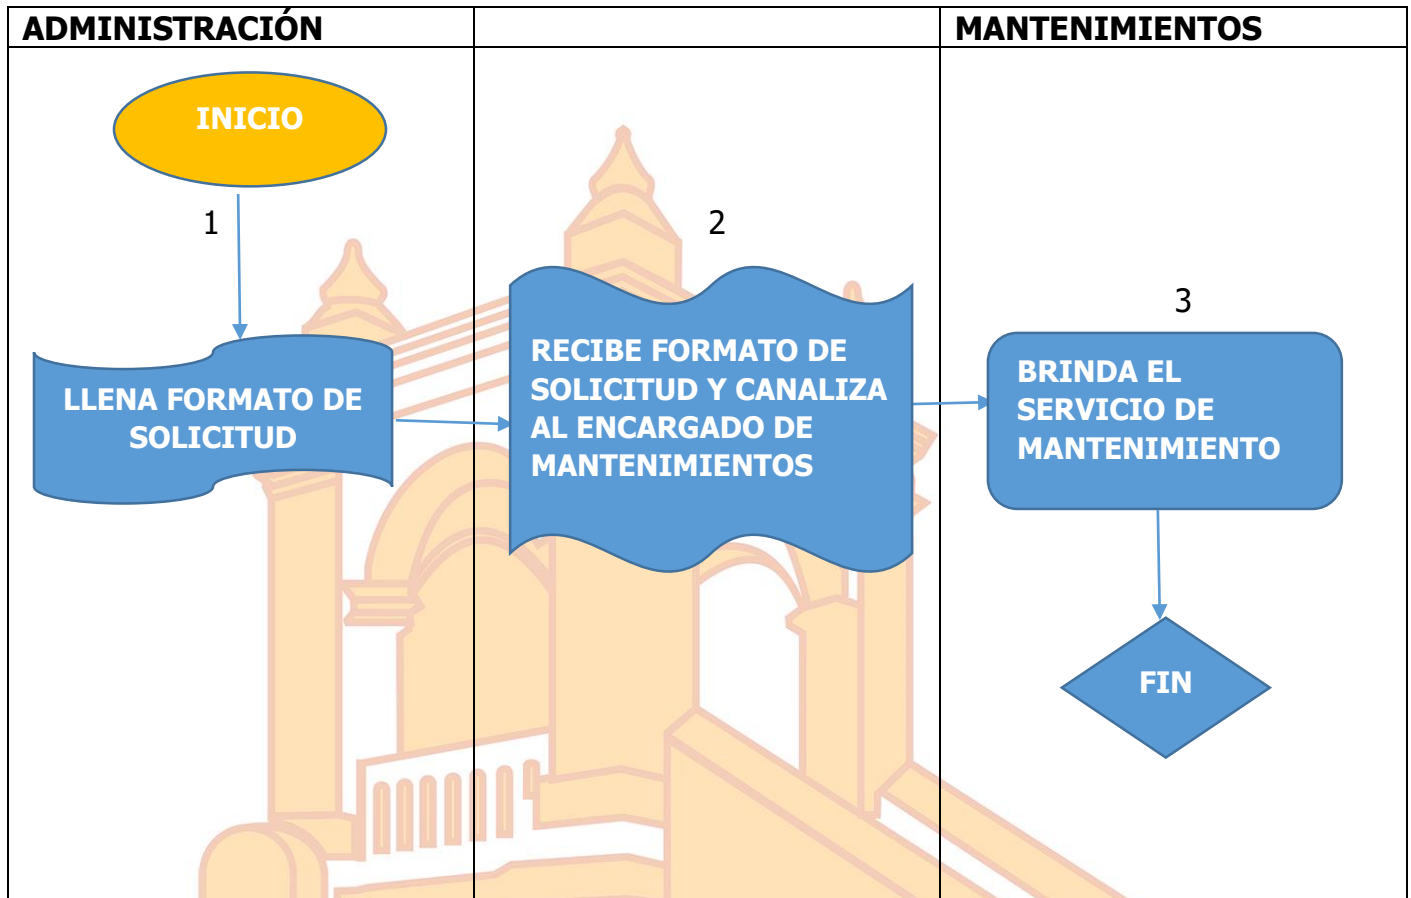 ADMINISTRACIÓN
MANTENIMIENTOS
INICIO
1
LLENA FORMATO DE
SOLICITUD
2
RECIBE FORMATO DE
SOLICITUD Y CANALIZA
AL ENCARGADO DE
MANTENIMIENTOS
3
BRINDA EL
SERVICIO DE
MANTENIMIENTO
FIN